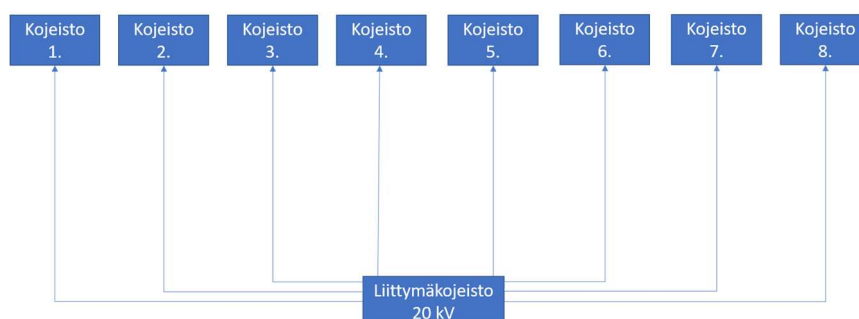 Kojeisto
1.
Kojeisto
2.
Kojeisto
3.
Kojeisto
4.
Kojeisto
5.
Kojeisto
6.
Kojeisto
7.
Kojeisto
8.
Liittymäkojeisto
20 kV